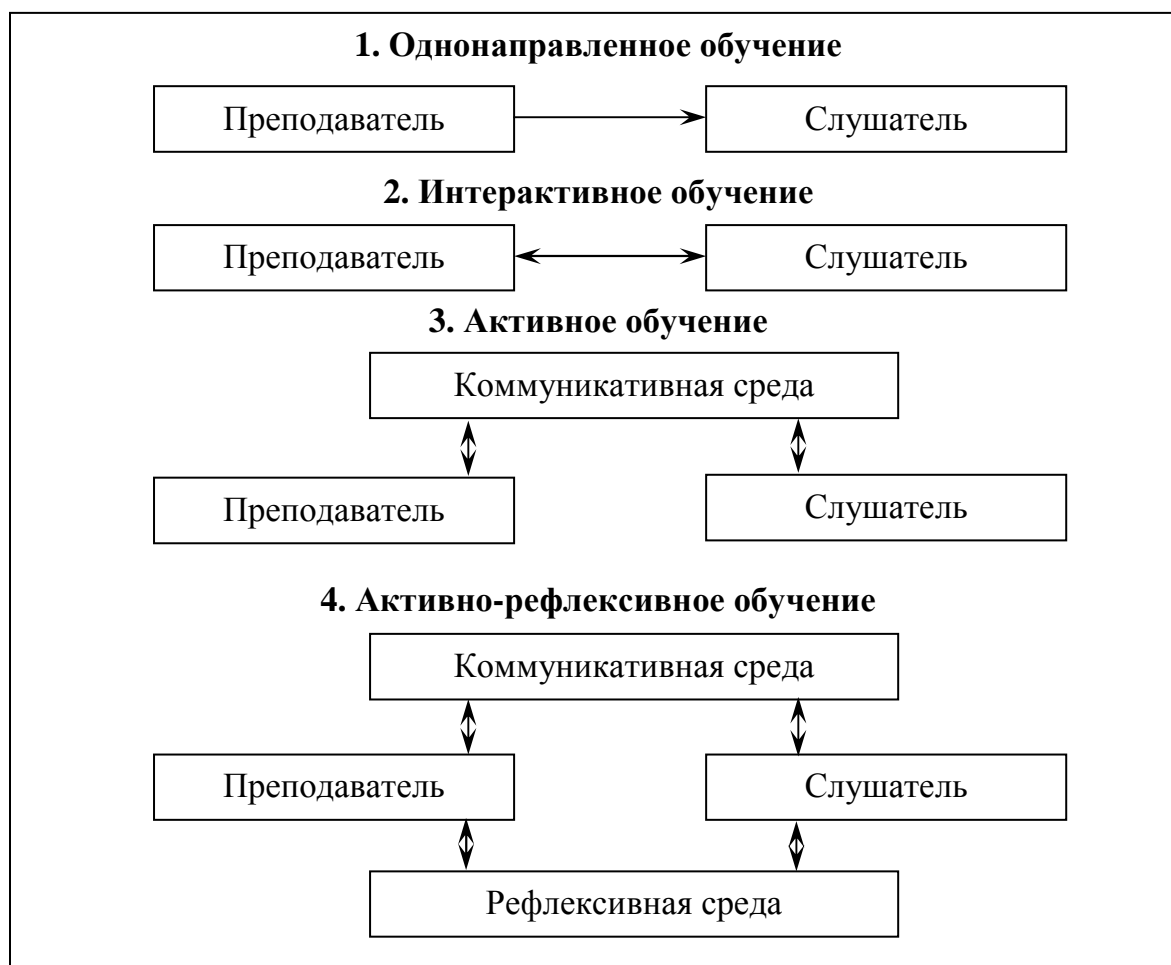 1. Однонаправленное обучение
Преподаватель Слушатель
2. Интерактивное обучение
Преподаватель Слушатель
3. Активное обучение
Коммуникативная среда
Преподаватель Слушатель
4. Активно-рефлексивное обучение
Коммуникативная среда
Преподаватель Слушатель
Рефлексивная среда